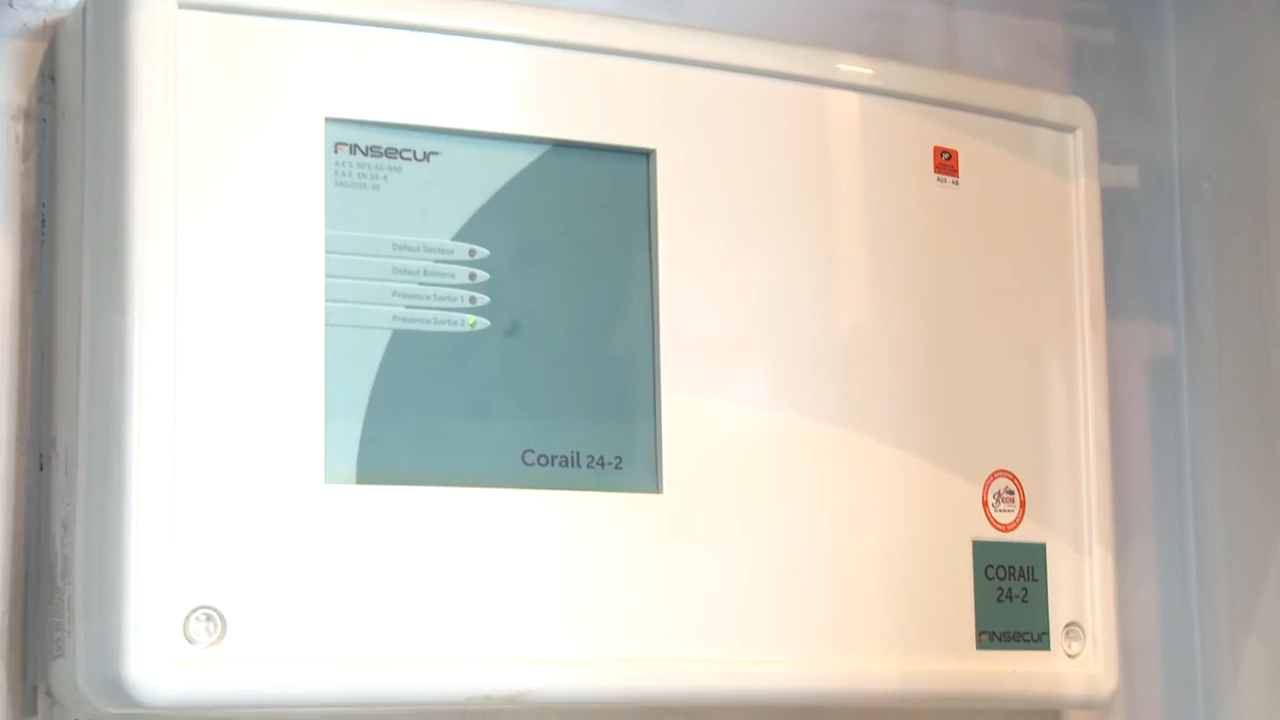 FINSECUR
A.E.S. NFS-61-940
E.A.E. EN-54-4
EN12101-10
Défaut Secteur
Défaut Batterie
Présence Sortie 1
Présence Sortie 2
Corail 24-2
NF
AUX - AB
CORAIL
24-2
FINSECUR